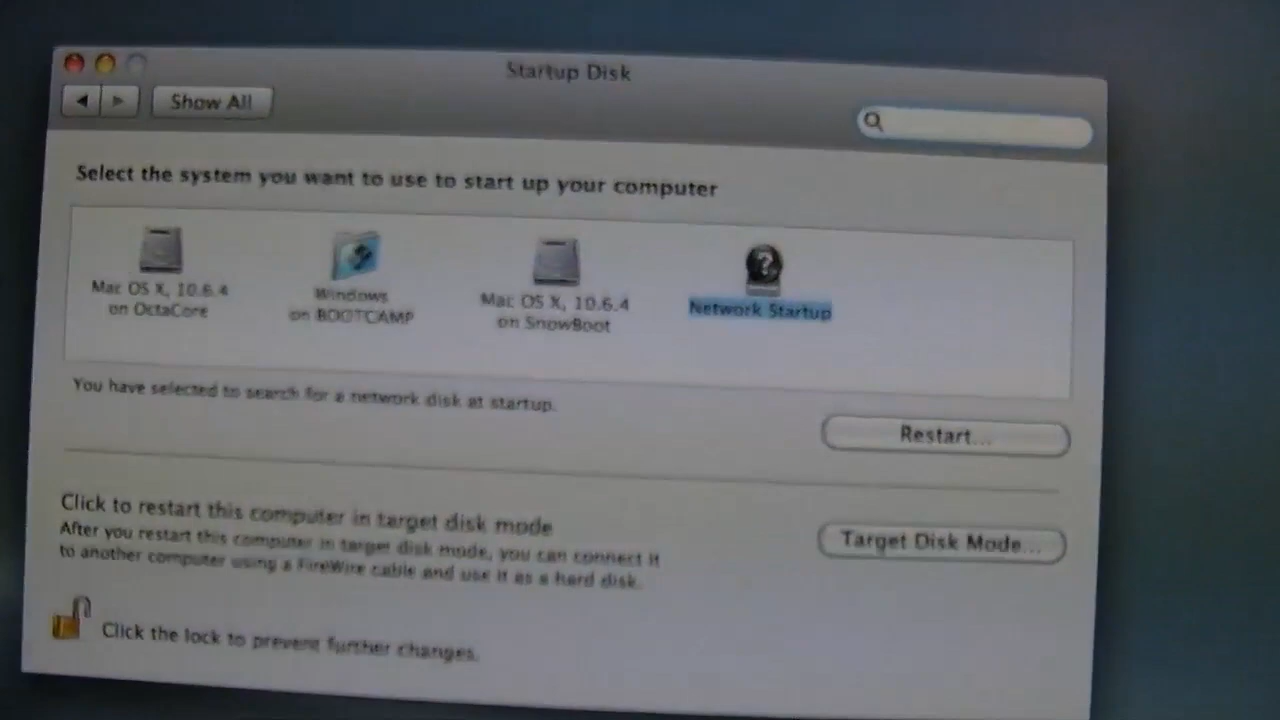 Startup Disk
Show All
Select the system you want to use to start up your computer
Mac OS X, 10.6.4
on OctaCore
Windows
on BOOTCAMP
Mac OS X, 10.6.4
on SnowBoot
Network Startup
You have selected to search for a network disk at startup.
Restart...
Click to restart this computer in target disk mode
After you restart this computer in target disk mode, you can connect it
to another computer using a FireWire cable and use it as a hard disk.
Target Disk Mode...
Click the lock to prevent further changes.